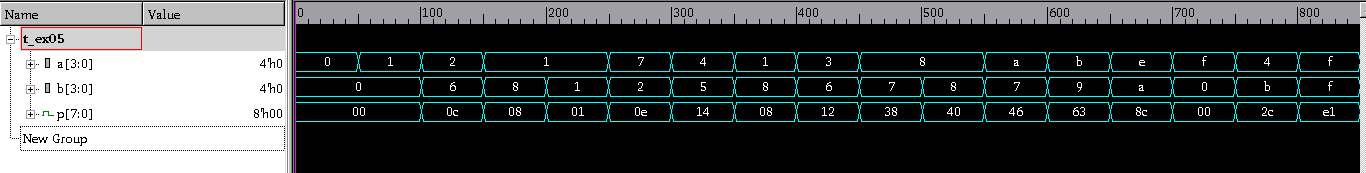 Name Value 0 100 200 300 400 500 600 700 800
t_ex05
a[3:0] 4'h0 0 1 2 1 7 4 1 3 8 a b e f 4 f
b[3:0] 4'h0 0 6 8 1 2 5 8 6 7 8 7 9 a 0 b f
p[7:0] 8'h00 00 0c 08 01 0e 14 08 12 38 40 46 63 8c 00 2c e1
New Group